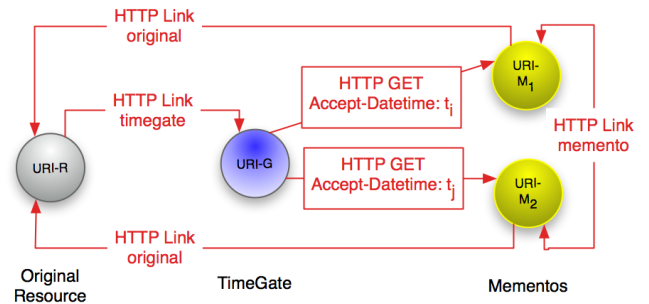 HTTP Link
original
URI-
M1
HTTP GET
Accept-Datetime: ti
HTTP Link
timegate
HTTP Link
memento
URI-R
URI-G
HTTP GET
Accept-Datetime: tj
URI-
M2
HTTP Link
original
Original
Resource
TimeGate
Mementos